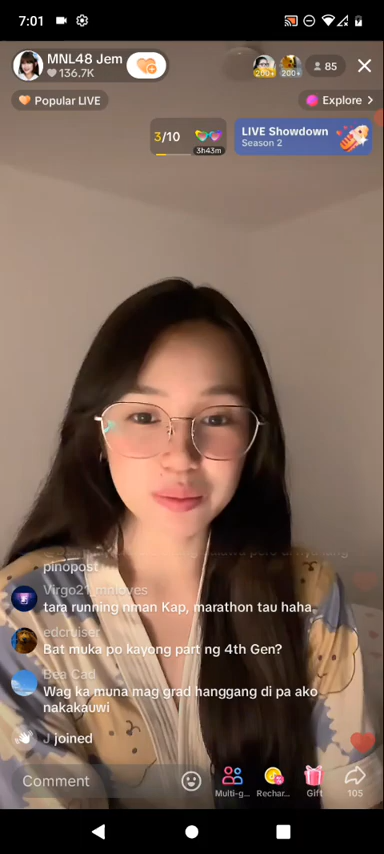 7:01
MNL48 Jem
136.7K
200+
200+
85
Popular LIVE
Explore >
3/10
3h43m
LIVE Showdown
Season 2
pinopost
Virgo21_mnloves
tara running nman Kap, marathon tau haha
edcruiser
Bat muka po kayong part ng 4th Gen?
Bea Cad
Wag ka muna mag grad hanggang di pa ako
nakakauwi
J joined
Comment
Multi-g...
Rechar...
Gift
105